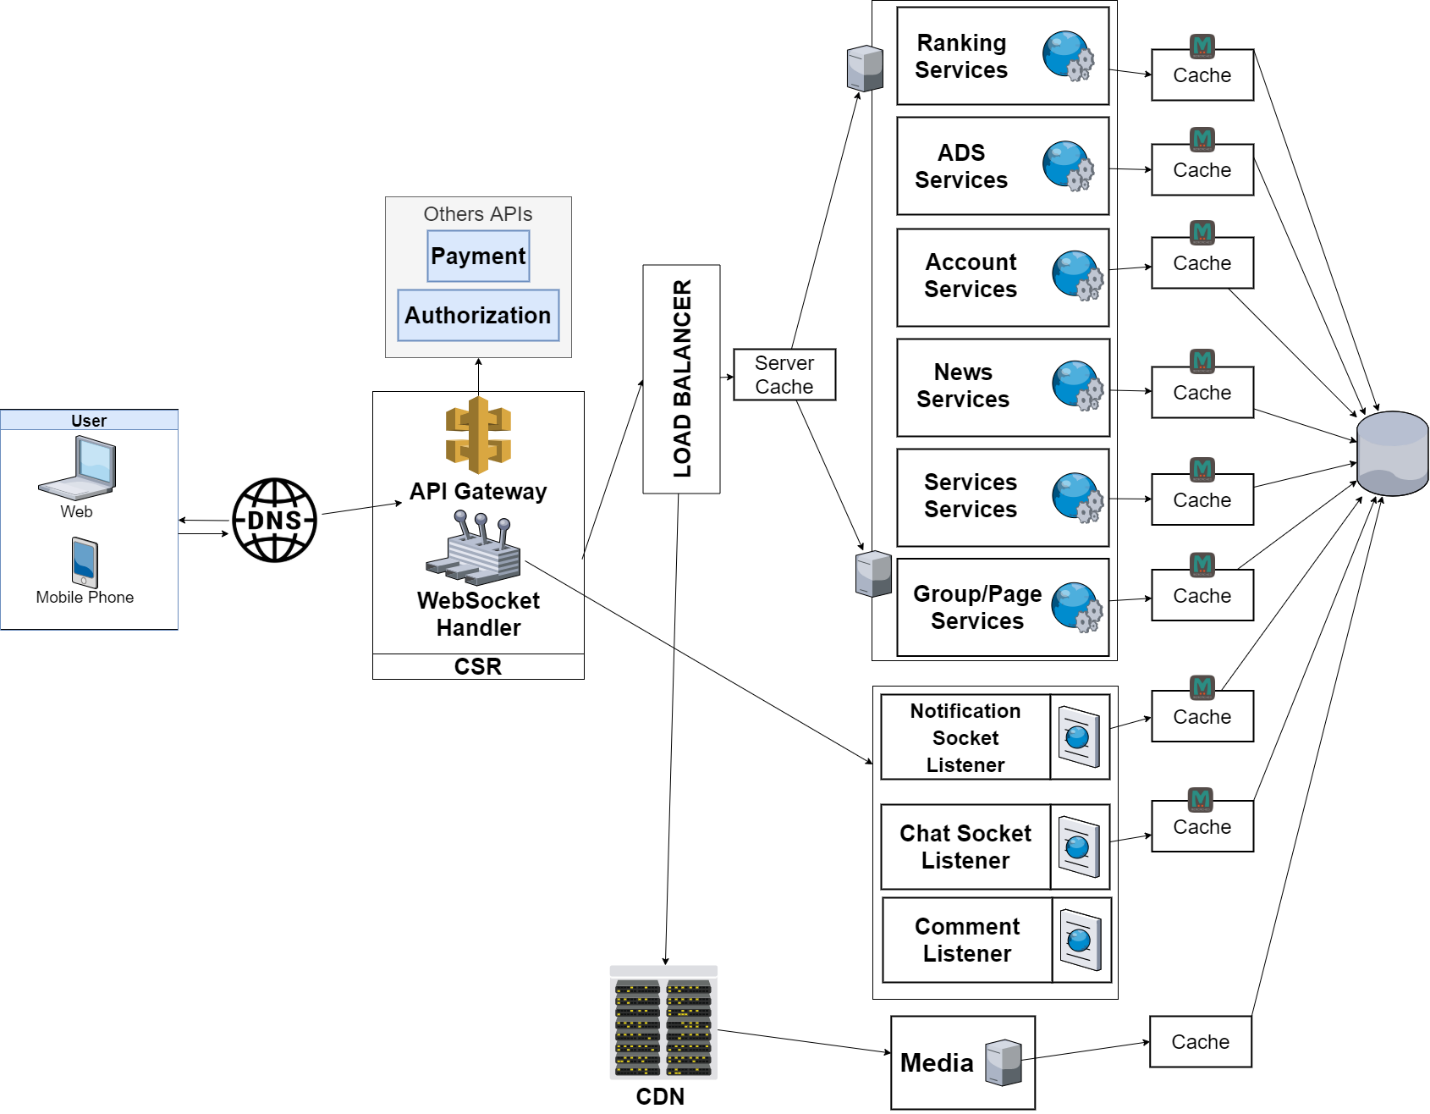 User
Web
Mobile Phone
DNS
Others APIs
Payment
Authorization
API Gateway
WebSocket
Handler
CSR
LOAD BALANCER
Server
Cache
CDN
Ranking
Services
ADS
Services
Account
Services
News
Services
Services
Services
Group/Page
Services
Notification
Socket
Listener
Chat Socket
Listener
Comment
Listener
Media
M
Cache
M
Cache
M
Cache
M
Cache
M
Cache
M
Cache
M
Cache
M
Cache
Cache